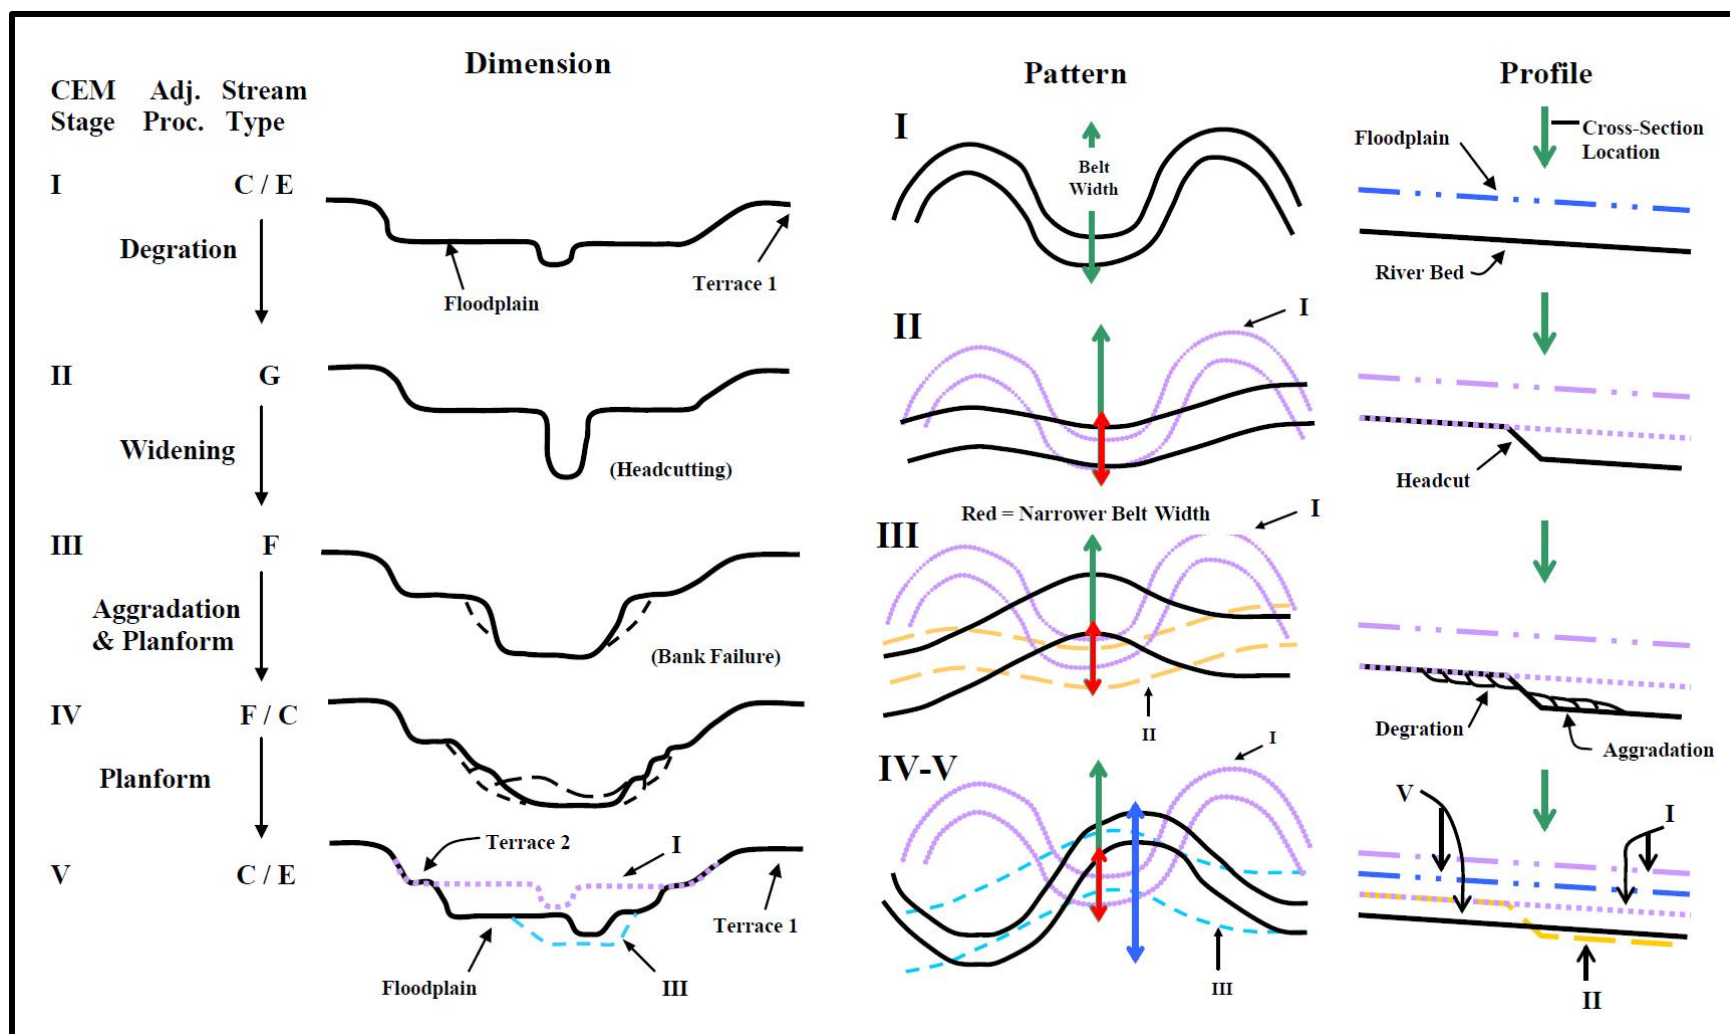 Dimension
CEM Adj. Stream
Stage Proc. Type
I C / E
Degration
Floodplain
Terrace 1
II G
Widening
(Headcutting)
III F
Aggradation
& Planform
(Bank Failure)
IV F / C
Planform
V C / E
Terrace 2
I
Terrace 1
Floodplain
III
Pattern
I
Belt
Width
II
I
Red = Narrower Belt Width
III
I
II
IV-V
I
III
Profile
Cross-Section
Location
Floodplain
River Bed
Headcut
Degration
Aggradation
V
I
II